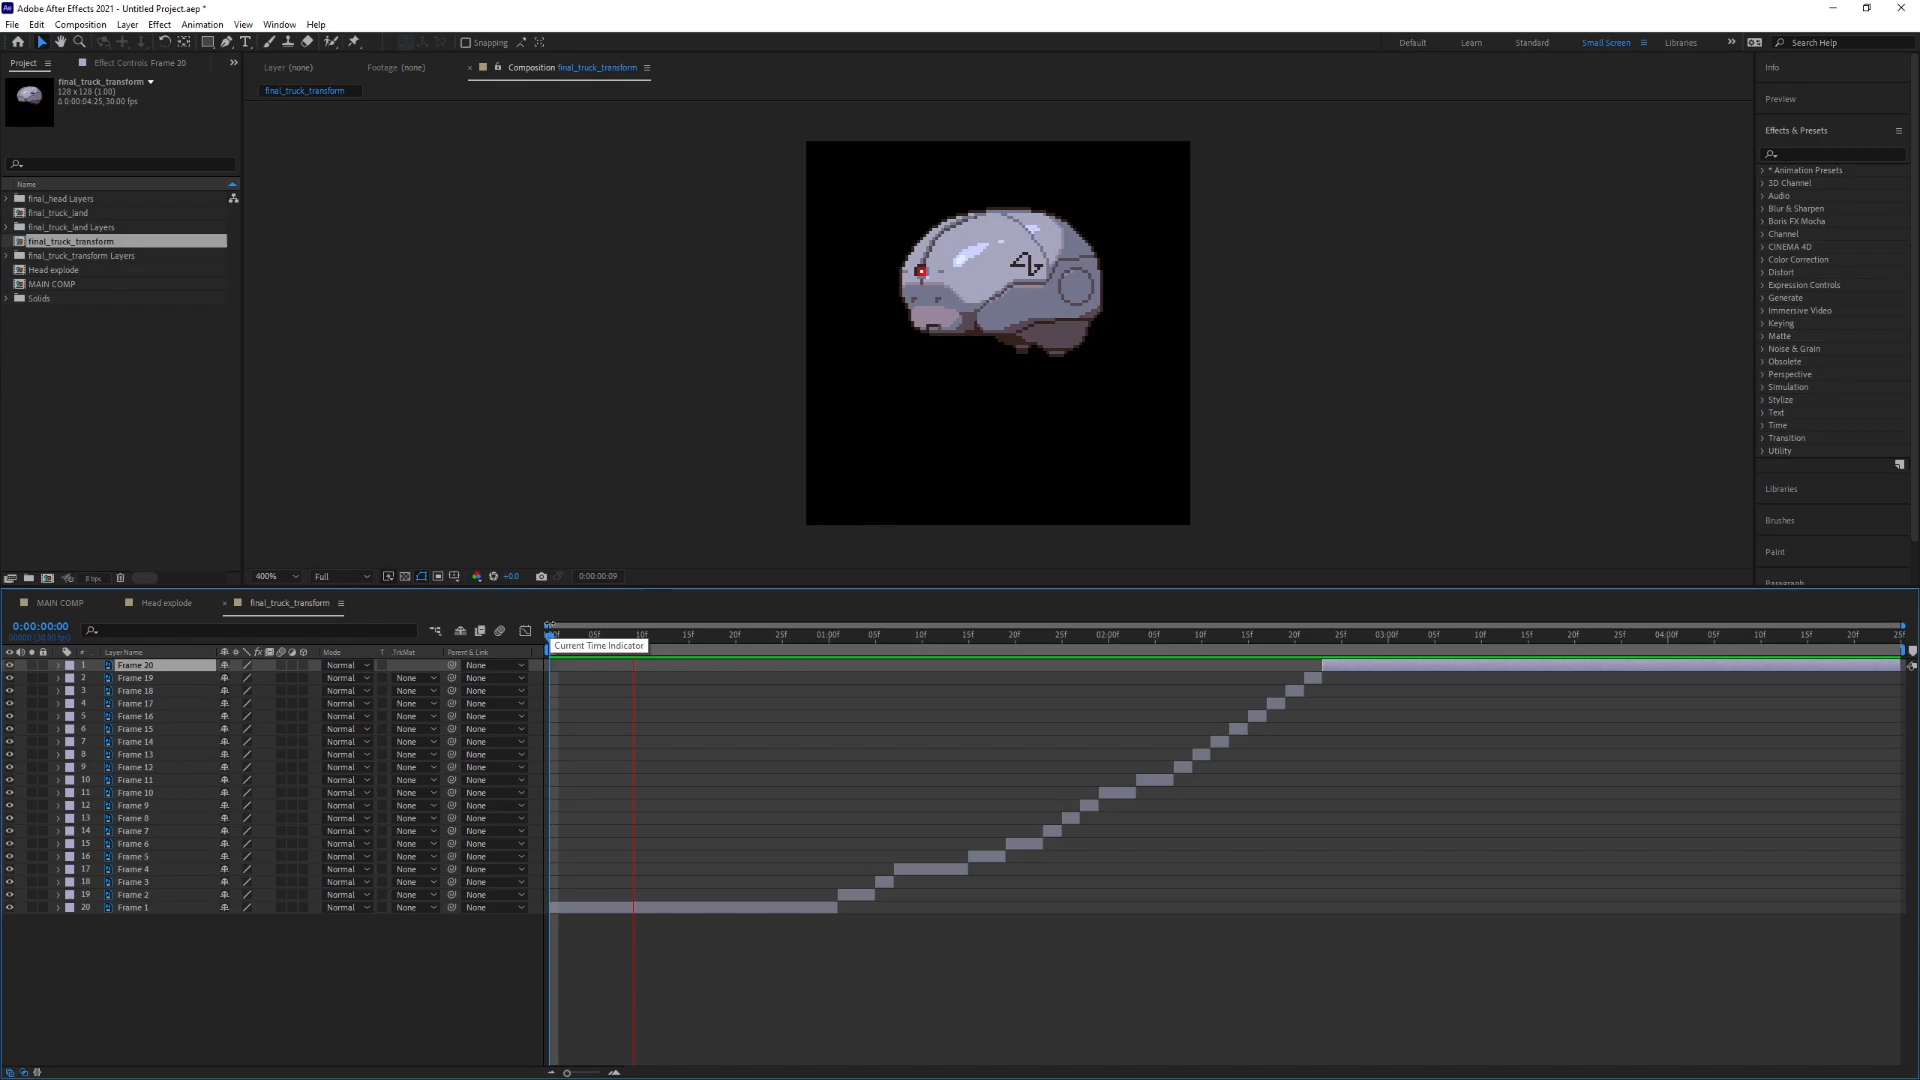 Adobe After Effects 2021 - Untitled Project.aep *
File Edit Composition Layer Effect Animation View Window Help
Snapping
Default Learn Standard Small Screen Libraries
Search Help
Project
Effect Controls Frame 20
Layer (none)
Footage (none)
Composition final_truck_transform
final_truck_transform
final_truck_transform
128 x 128 (1.00)
Δ 0:00:04:25, 30.00 fps
Name
final_head Layers
final_truck_land
final_truck_land Layers
final_truck_transform
final_truck_transform Layers
Head explode
MAIN COMP
Solids
8 bpc
400%
Full
+0.0
0:00:00:09
Info
Preview
Effects & Presets
* Animation Presets
3D Channel
Audio
Blur & Sharpen
Boris FX Mocha
Channel
CINEMA 4D
Color Correction
Distort
Expression Controls
Generate
Immersive Video
Keying
Matte
Noise & Grain
Obsolete
Perspective
Simulation
Stylize
Text
Time
Transition
Utility
Libraries
Brushes
Paint
Paragraph
MAIN COMP
Head explode
final_truck_transform
0:00:00:00
00000 (30.00 fps)
05f 10f 15f 20f 01:00f 05f 10f 15f 20f 02:00f 05f 10f 15f 20f 03:00f 05f 10f 15f 20f 04:00f 05f 10f 15f 20f 25f
Current Time Indicator
# Layer Name fx Mode T .TrkMat Parent & Link
1 Frame 20 Normal None
2 Frame 19 Normal None None
3 Frame 18 Normal None None
4 Frame 17 Normal None None
5 Frame 16 Normal None None
6 Frame 15 Normal None None
7 Frame 14 Normal None None
8 Frame 13 Normal None None
9 Frame 12 Normal None None
10 Frame 11 Normal None None
11 Frame 10 Normal None None
12 Frame 9 Normal None None
13 Frame 8 Normal None None
14 Frame 7 Normal None None
15 Frame 6 Normal None None
16 Frame 5 Normal None None
17 Frame 4 Normal None None
18 Frame 3 Normal None None
19 Frame 2 Normal None None
20 Frame 1 Normal None None